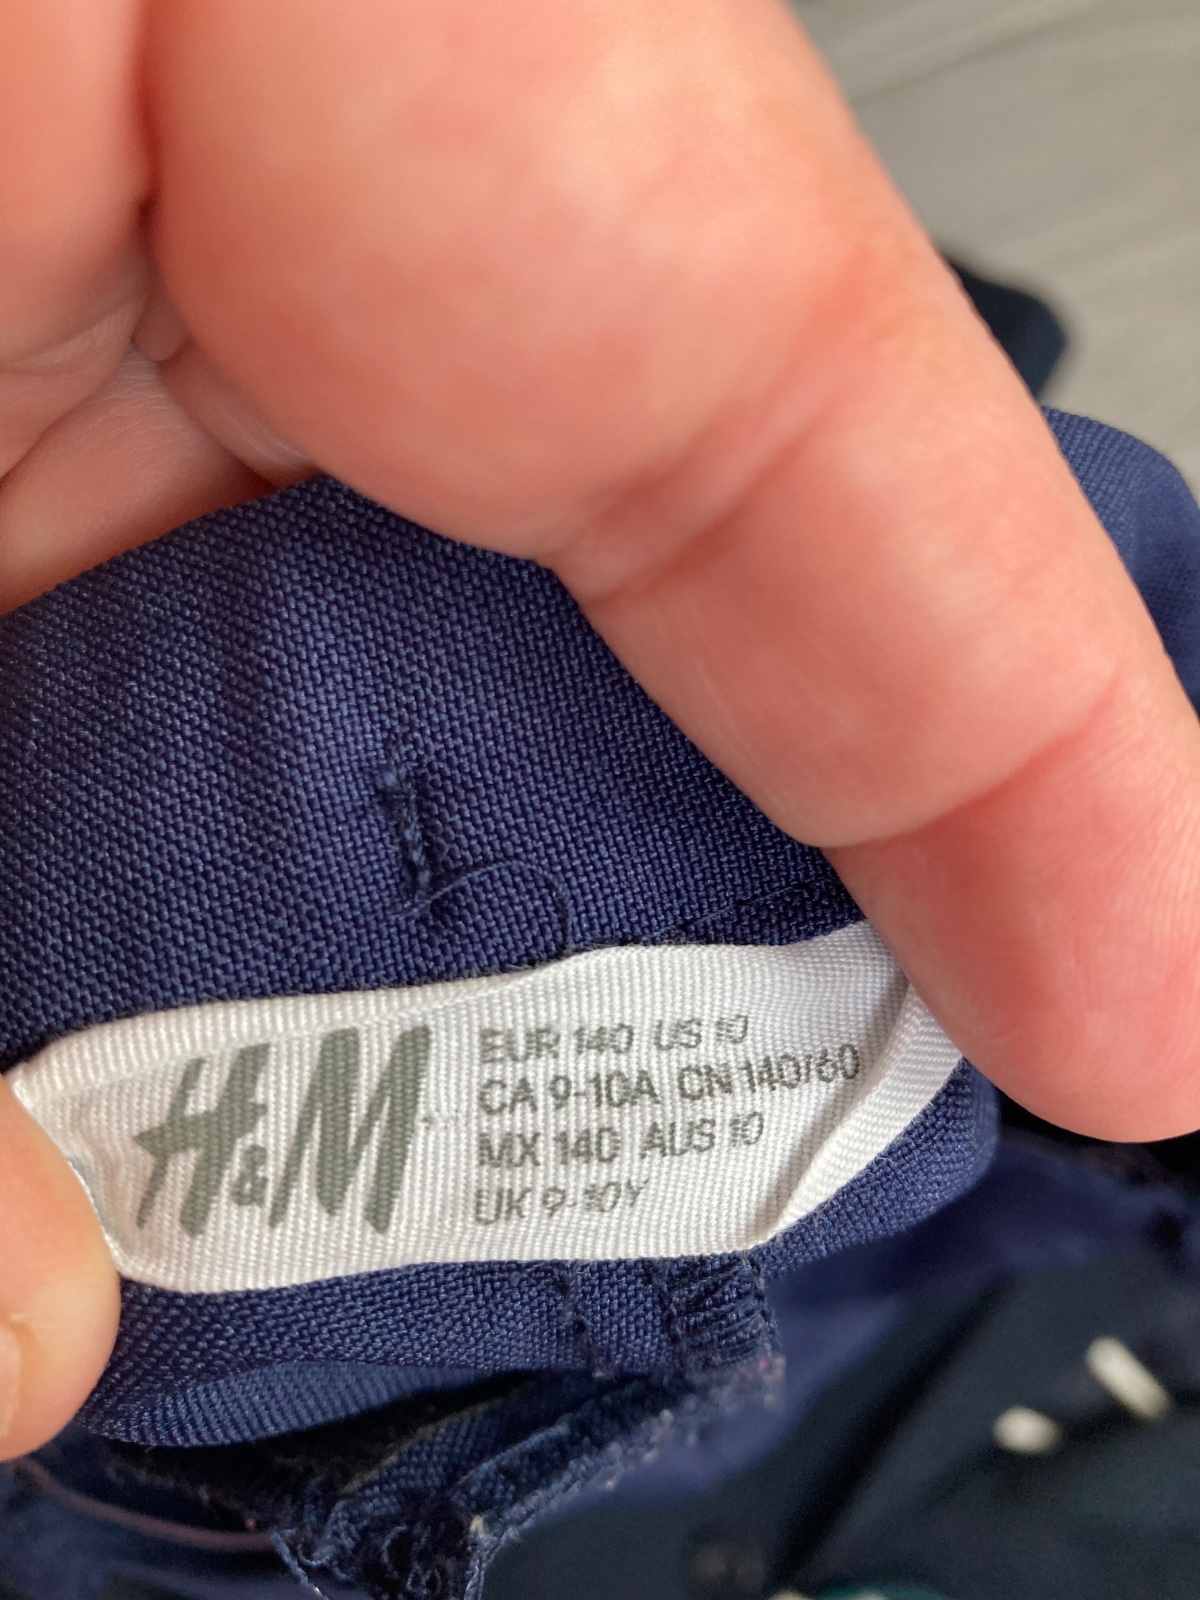 H&M
EUR 140 US 10
CA 9-10A CN 140/60
MX 140 AUS 10
UK 9-10Y